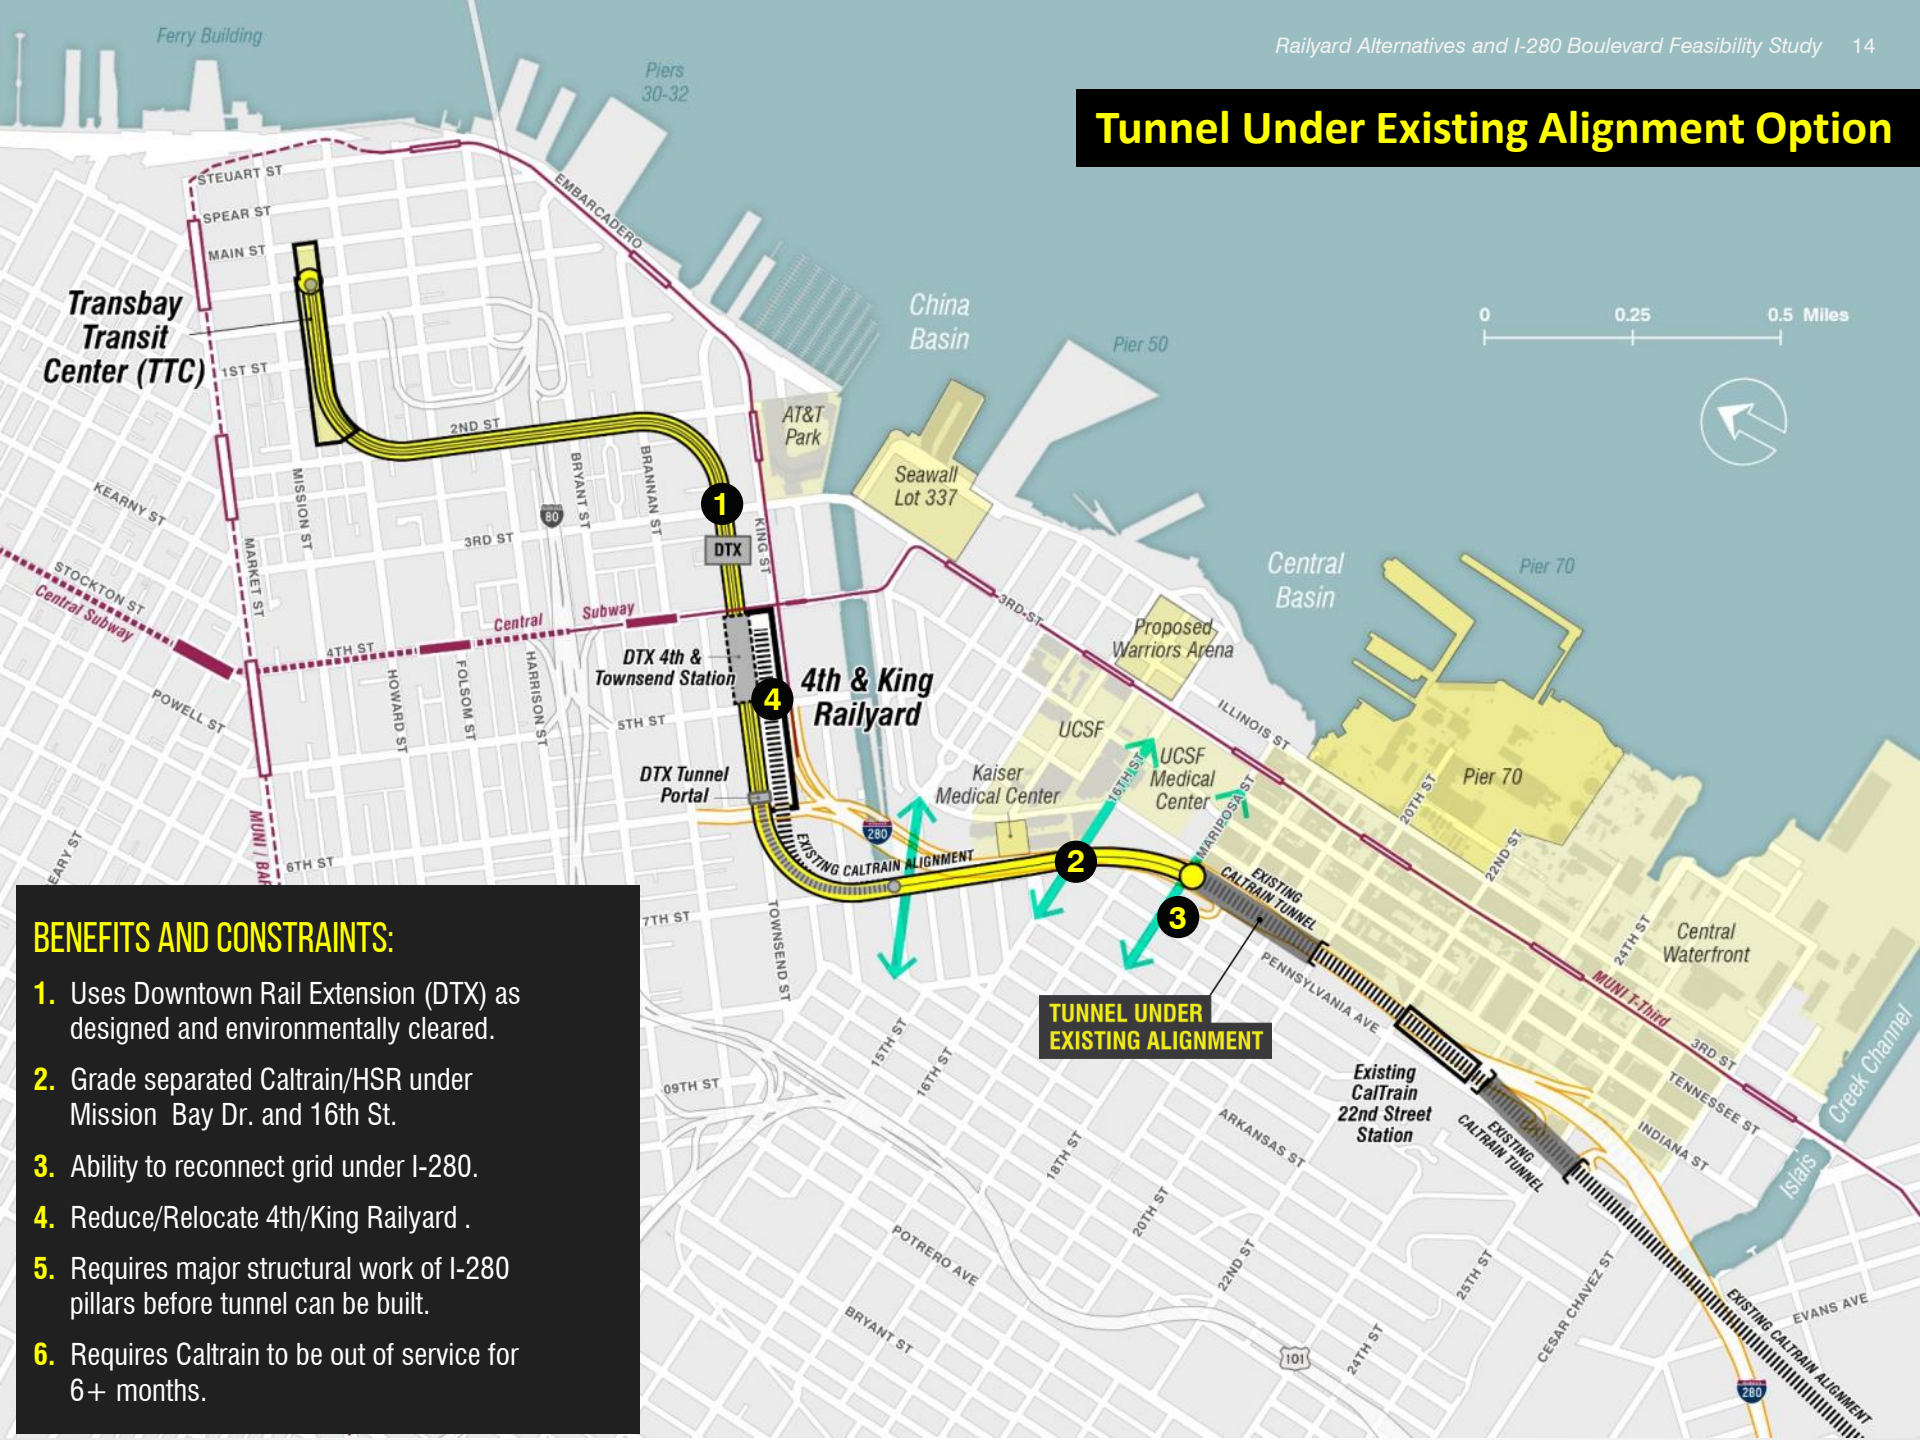 Railyard Alternatives and I-280 Boulevard Feasibility Study 14
Tunnel Under Existing Alignment Option
Ferry Building
Piers
30-32
STEUART ST
SPEAR ST
MAIN ST
EMBARCADERO
Transbay
Transit
Center (TTC)
1ST ST
2ND ST
China
Basin
Pier 50
0 0.25 0.5 Miles
AT&T
Park
Seawall
Lot 337
KEARNY ST
MISSION ST
80
BRYANT ST
BRANNAN ST
1
DTX
KING ST
3RD ST
MARKET ST
STOCKTON ST
Central Subway
Central Subway
4TH ST
Central
Basin
Pier 70
3RD ST
Proposed
Warriors Arena
DTX 4th &
Townsend Station
4
4th & King
Railyard
POWELL ST
HOWARD ST
FOLSOM ST
HARRISON ST
5TH ST
ILLINOIS ST
UCSF
UCSF
Medical
Center
16TH ST
MARIPOSA ST
Kaiser
Medical Center
Pier 70
20TH ST
22ND ST
DTX Tunnel
Portal
280
EXISTING CALTRAIN ALIGNMENT
MUNI / BAR
EARY ST
6TH ST
2
3
EXISTING
CALTRAIN TUNNEL
7TH ST
TOWNSEND ST
PENNSYLVANIA AVE
24TH ST
Central
Waterfront
MUNI T-Third
TUNNEL UNDER
EXISTING ALIGNMENT
15TH ST
16TH ST
09TH ST
3RD ST
TENNESSEE ST
Creek Channel
Islais
Existing
CalTrain
22nd Street
Station
EXISTING
CALTRAIN TUNNEL
INDIANA ST
ARKANSAS ST
18TH ST
20TH ST
22ND ST
POTRERO AVE
BRYANT ST
101
24TH ST
25TH ST
CESAR CHAVEZ ST
EVANS AVE
EXISTING CALTRAIN ALIGNMENT
280
BENEFITS AND CONSTRAINTS:
1. Uses Downtown Rail Extension (DTX) as
designed and environmentally cleared.
2. Grade separated Caltrain/HSR under
Mission Bay Dr. and 16th St.
3. Ability to reconnect grid under I-280.
4. Reduce/Relocate 4th/King Railyard .
5. Requires major structural work of I-280
pillars before tunnel can be built.
6. Requires Caltrain to be out of service for
6+ months.